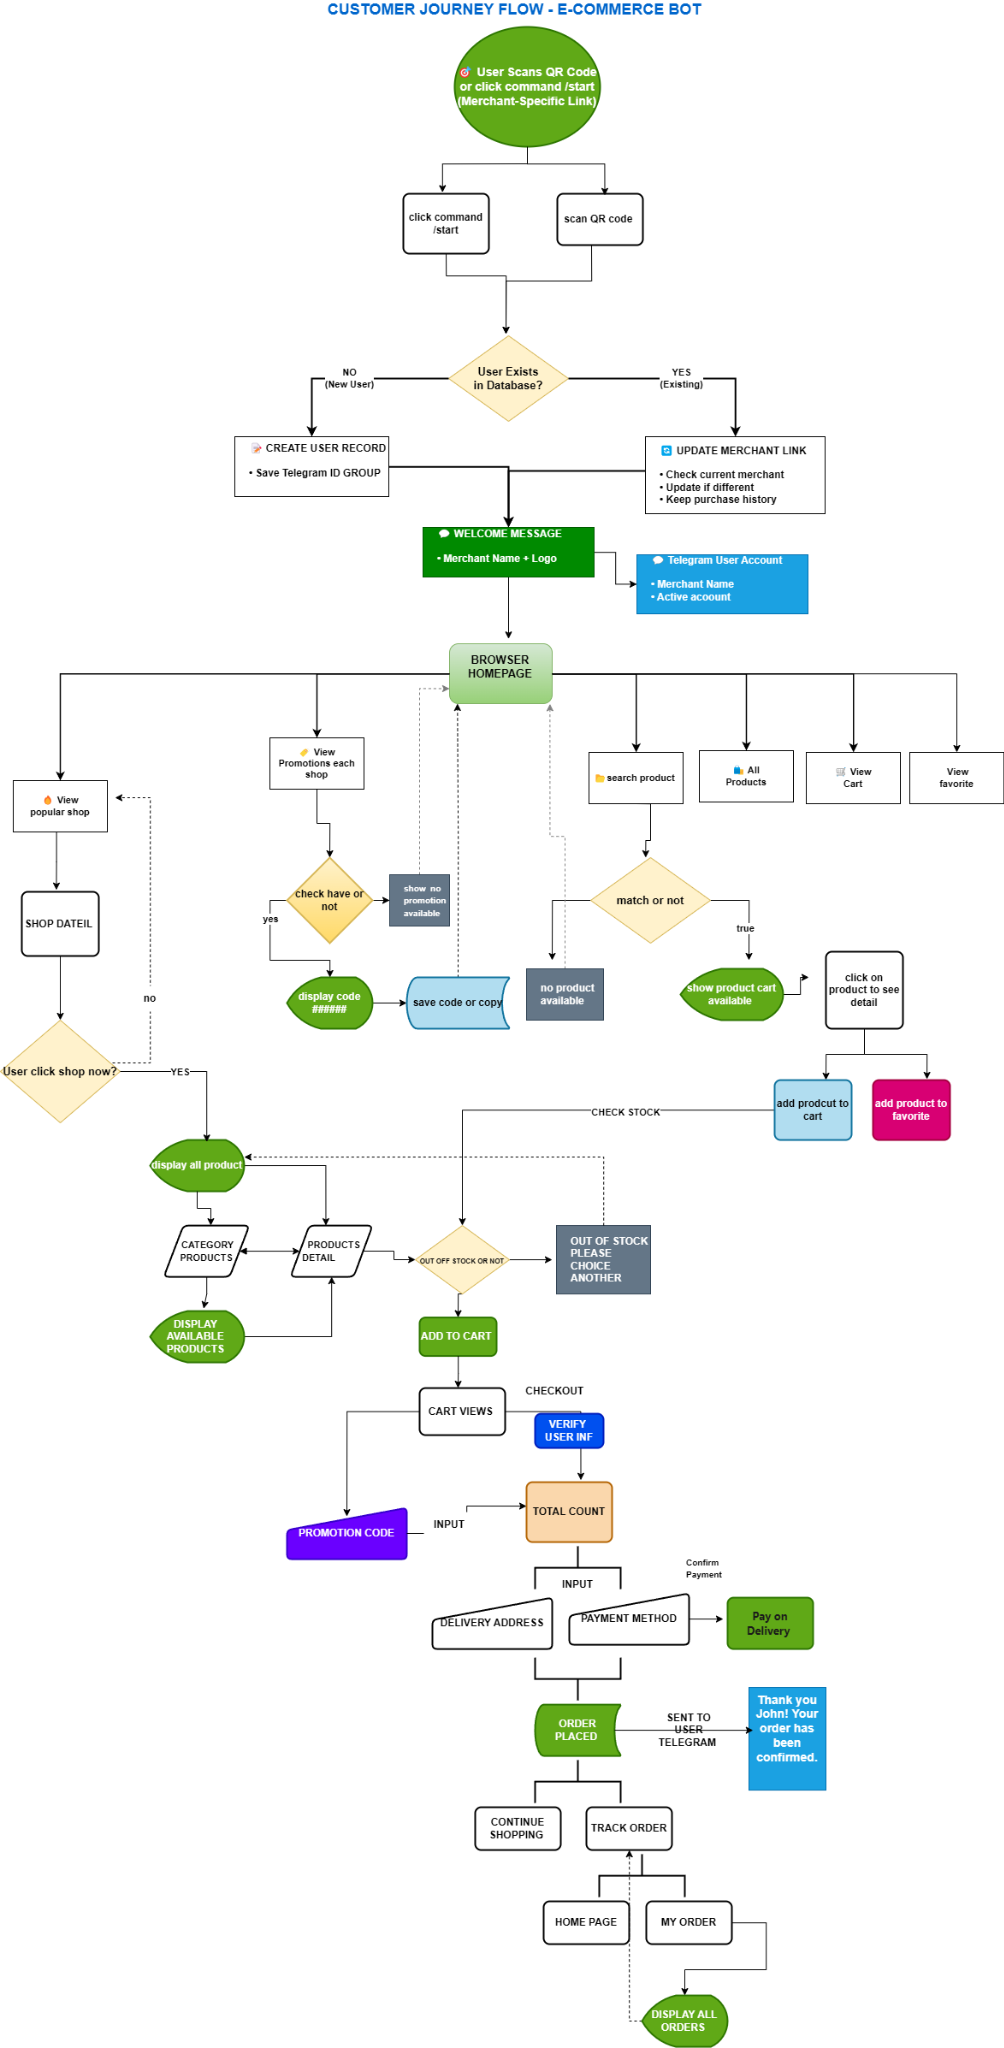 CUSTOMER JOURNEY FLOW - E-COMMERCE BOT
🎯 User Scans QR Code
or click command /start
(Merchant-Specific Link)
click command
/start
scan QR code
User Exists
in Database?
NO
(New User)
YES
(Existing)
📝 CREATE USER RECORD
• Save Telegram ID GROUP
🔄 UPDATE MERCHANT LINK
• Check current merchant
• Update if different
• Keep purchase history
💬 WELCOME MESSAGE
• Merchant Name + Logo
💬 Telegram User Account
• Merchant Name
• Active acoount
BROWSER
HOMEPAGE
🔥 View
popular shop
🏷️ View
Promotions each
shop
📂 search product
🛍️ All
Products
🛒 View
Cart
View
favorite
SHOP DATEIL
check have or
not
show no
promotion
available
yes
display code
######
save code or copy
match or not
true
no product
available
show product cart
available
click on
product to see
detail
no
User click shop now?
YES
add prodcut to
cart
add product to
favorite
CHECK STOCK
display all product
CATEGORY
PRODUCTS
PRODUCTS
DETAIL
OUT OFF STOCK OR NOT
OUT OF STOCK
PLEASE
CHOICE
ANOTHER
DISPLAY
AVAILABLE
PRODUCTS
ADD TO CART
CART VIEWS
CHECKOUT
VERIFY
USER INF
PROMOTION CODE
INPUT
TOTAL COUNT
INPUT
DELIVERY ADDRESS
PAYMENT METHOD
Confirm
Payment
Pay on
Delivery
ORDER
PLACED
SENT TO
USER
TELEGRAM
Thank you
John! Your
order has
been
confirmed.
CONTINUE
SHOPPING
TRACK ORDER
HOME PAGE
MY ORDER
DISPLAY ALL
ORDERS